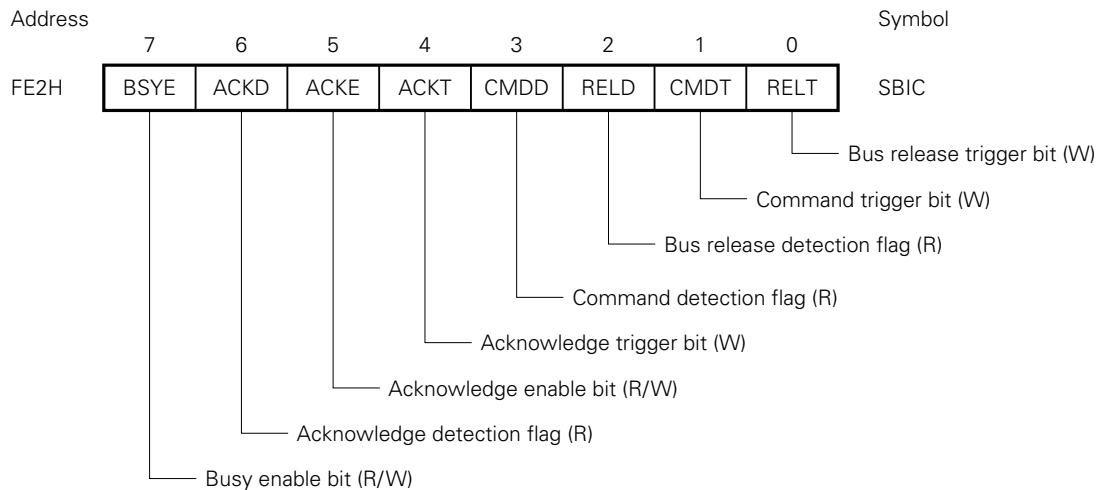 Address
Symbol
7 6 5 4 3 2 1 0
FE2H BSYE ACKD ACKE ACKT CMDD RELD CMDT RELT SBIC
Bus release trigger bit (W)
Command trigger bit (W)
Bus release detection flag (R)
Command detection flag (R)
Acknowledge trigger bit (W)
Acknowledge enable bit (R/W)
Acknowledge detection flag (R)
Busy enable bit (R/W)